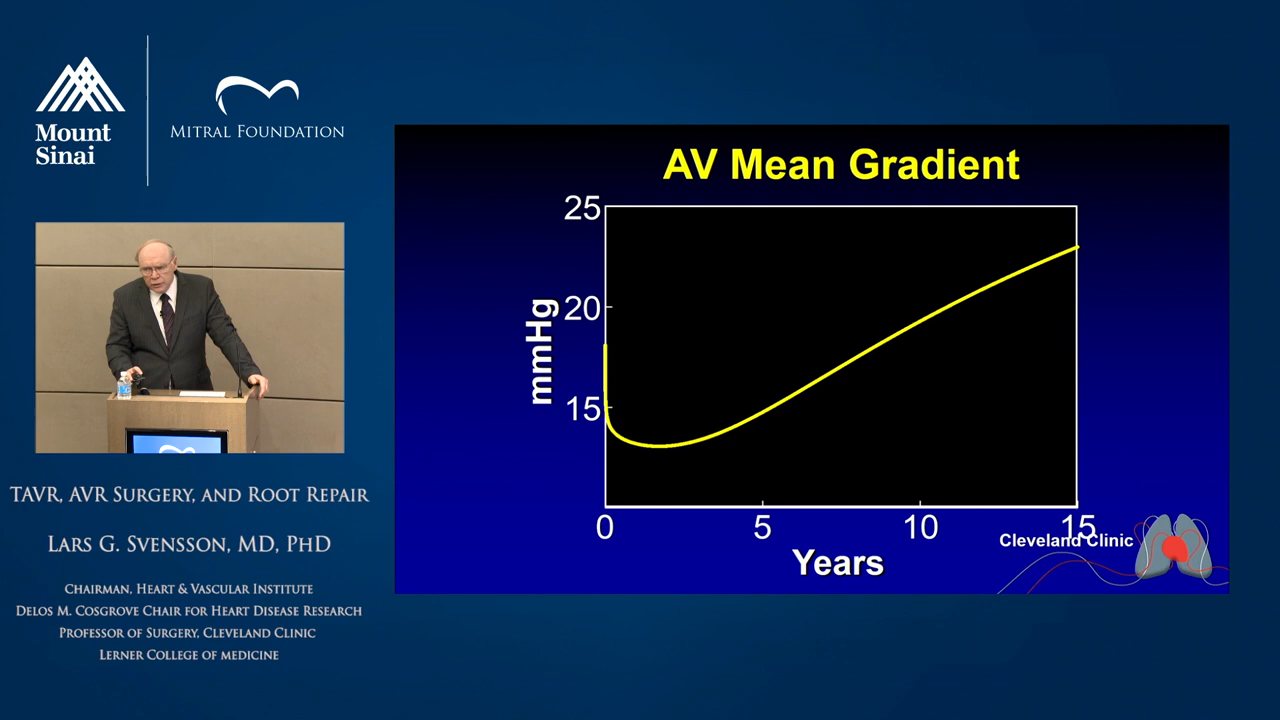 Mount
Sinai
MITRAL FOUNDATION
TAVR, AVR SURGERY, AND ROOT REPAIR
LARS G. SVENSSON, MD, PHD
CHAIRMAN, HEART & VASCULAR INSTITUTE
DELOS M. COSGROVE CHAIR FOR HEART DISEASE RESEARCH
PROFESSOR OF SURGERY, CLEVELAND CLINIC
LERNER COLLEGE OF MEDICINE
AV Mean Gradient
25
20
15
mmHg
0 5 10 15
Years
Cleveland Clinic